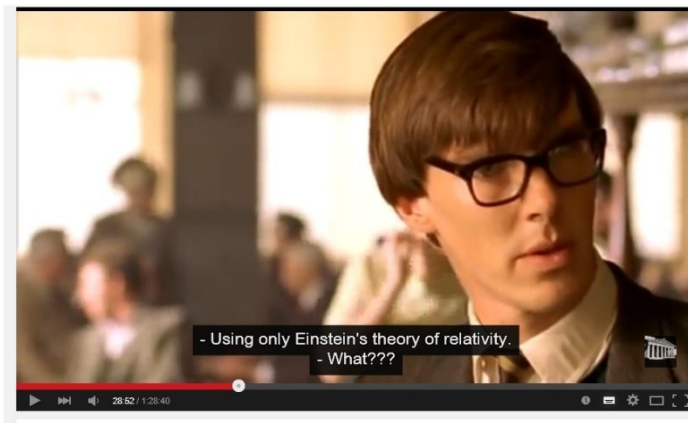 - Using only Einstein's theory of relativity.
- What???
28:52 / 1:28:40